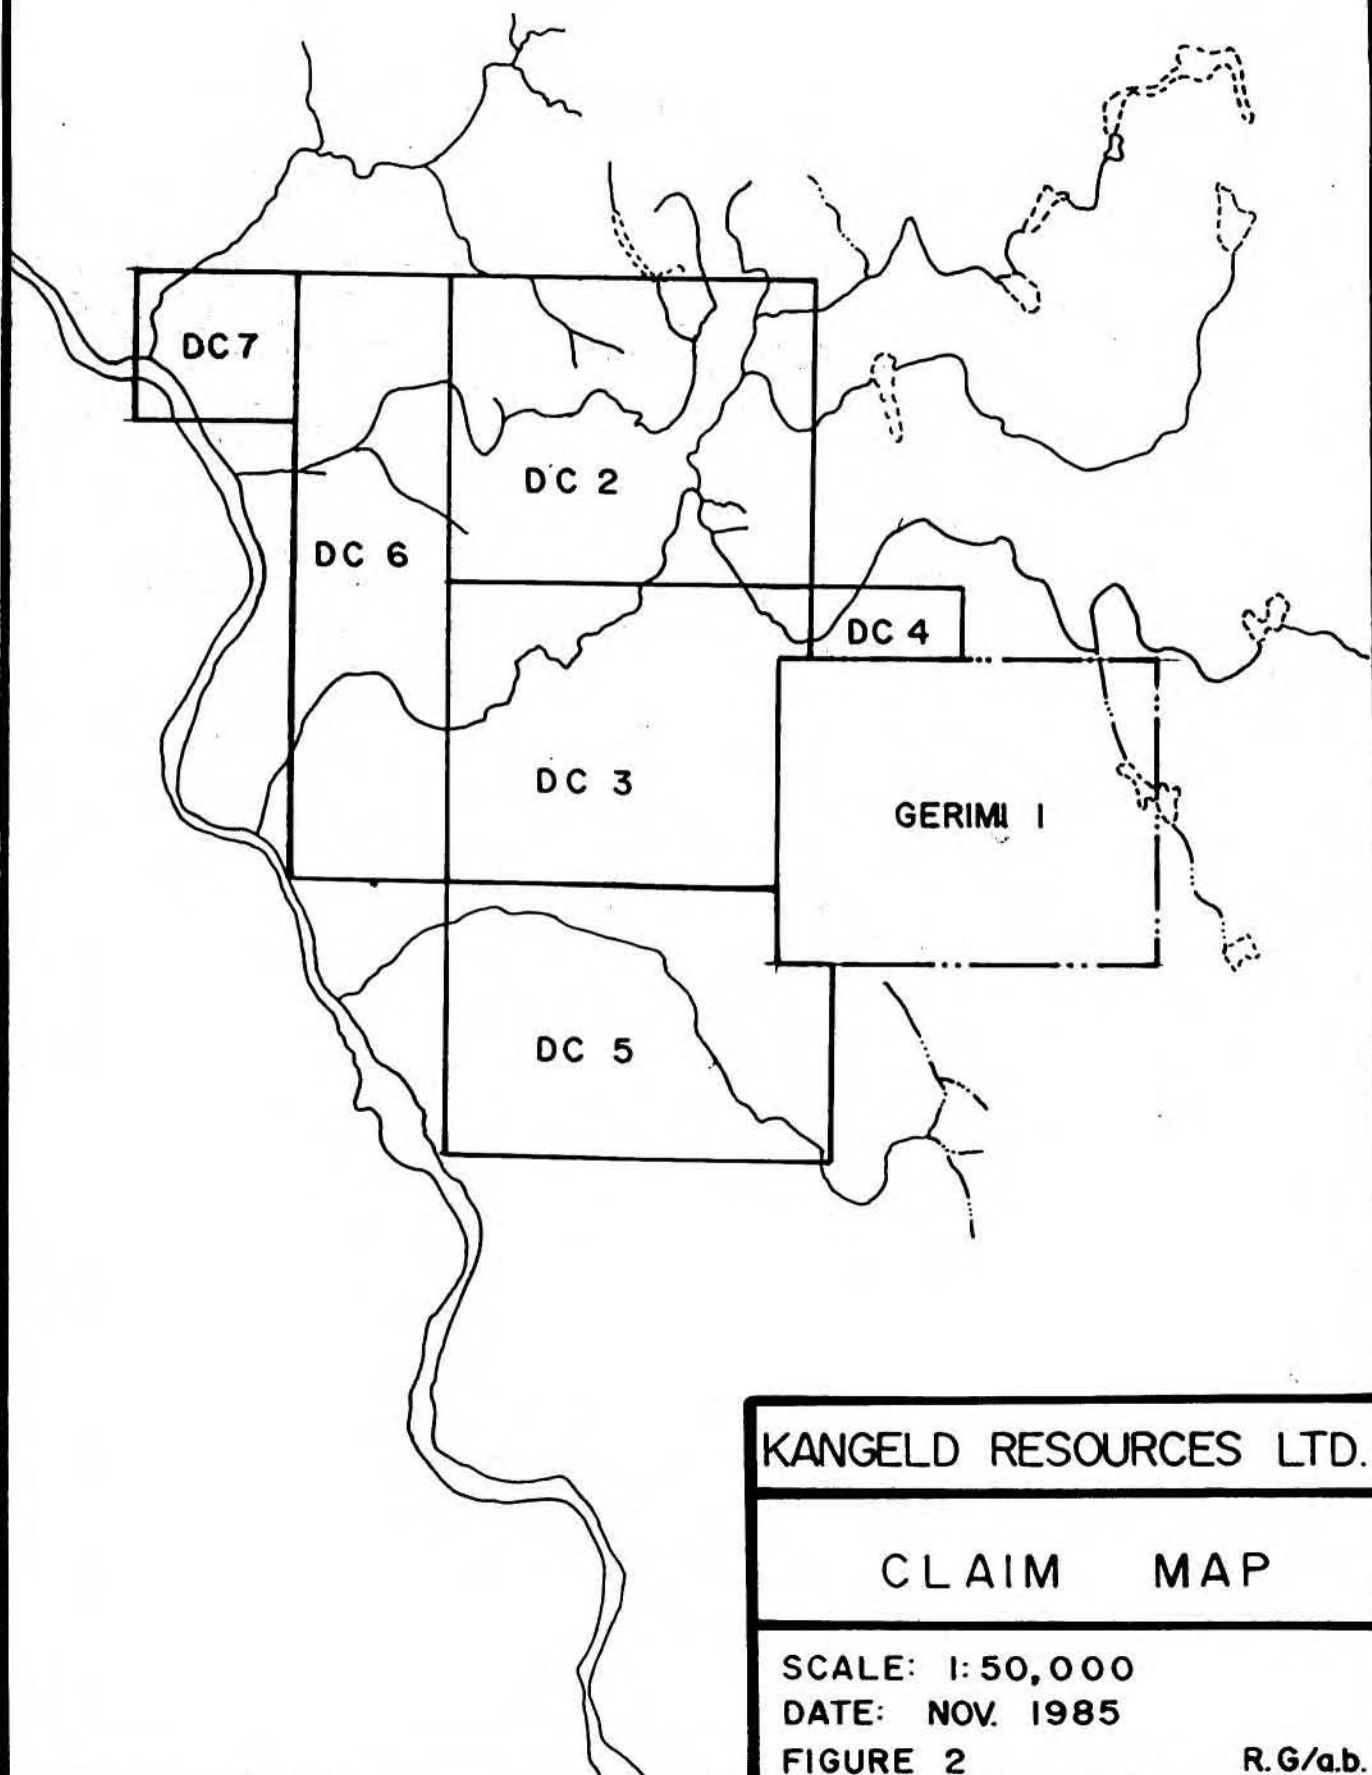 DC 7
DC 2
DC 6
DC 4
DC 3
GERIMI I
DC 5
KANGELD RESOURCES LTD.
CLAIM MAP
SCALE: 1:50,000
DATE: NOV. 1985
FIGURE 2 R.G/a.b.